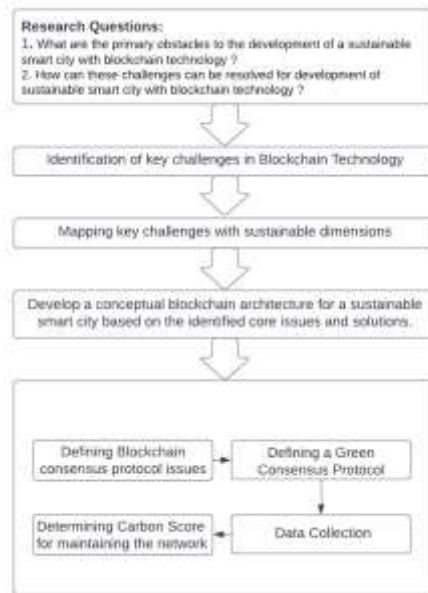 Research Questions:
1. What are the primary obstacles to the development of a sustainable
smart city with blockchain technology ?
2. How can these challenges can be resolved for development of
sustainable smart city with blockchain technology ?
Identification of key challenges in Blockchain Technology
Mapping key challenges with sustainable dimensions
Develop a conceptual blockchain architecture for a sustainable
smart city based on the identified core issues and solutions.
Defining Blockchain
consensus protocol issues
Defining a Green
Consensus Protocol
Determining Carbon Score
for maintaining the network
Data Collection